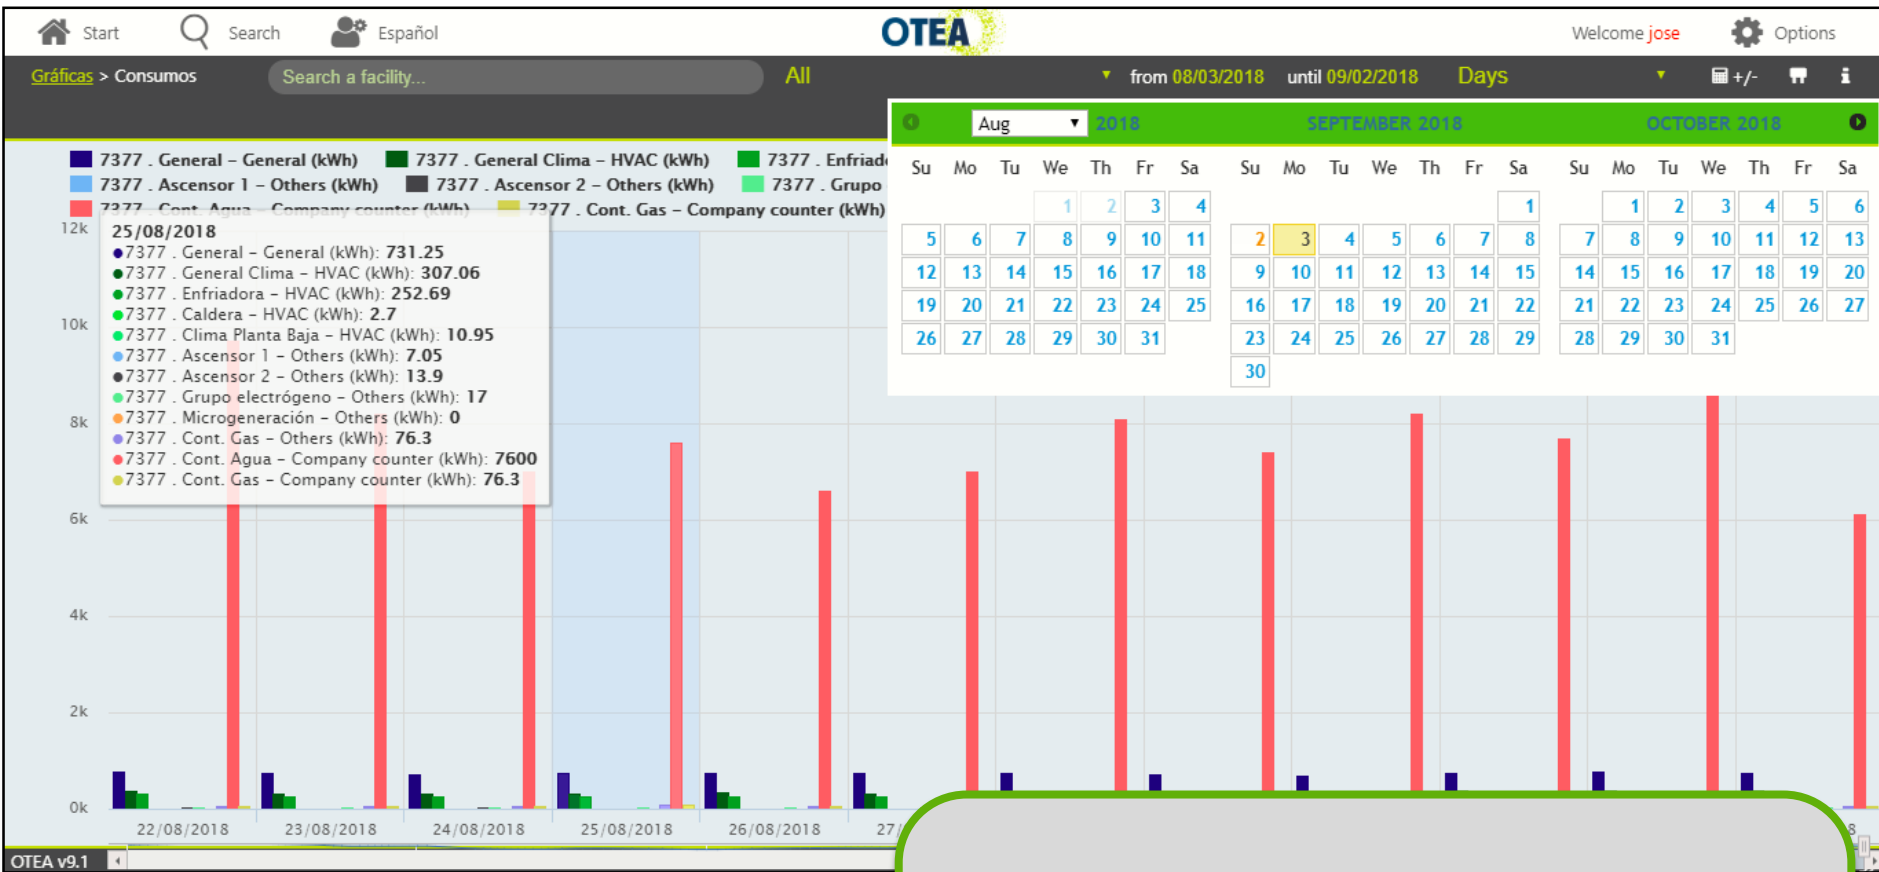 Start
Search
Español
OTEA
Welcome jose
Options
Gráficas > Consumos
Search a facility...
All
from 08/03/2018 until 09/02/2018
Days
+/-
Aug 2018 SEPTEMBER 2018 OCTOBER 2018
Su Mo Tu We Th Fr Sa Su Mo Tu We Th Fr Sa Su Mo Tu We Th Fr Sa
1 2 3 4 1 1 2 3 4 5 6
5 6 7 8 9 10 11 2 3 4 5 6 7 8 7 8 9 10 11 12 13
12 13 14 15 16 17 18 9 10 11 12 13 14 15 14 15 16 17 18 19 20
19 20 21 22 23 24 25 16 17 18 19 20 21 22 21 22 23 24 25 26 27
26 27 28 29 30 31 23 24 25 26 27 28 29 28 29 30 31
30
7377 . General - General (kWh) 7377 . General Clima - HVAC (kWh) 7377 . Enfriad
7377 . Ascensor 1 - Others (kWh) 7377 . Ascensor 2 - Others (kWh) 7377 . Grupo
7377 . Cont. Agua - Company counter (kWh) 7377 . Cont. Gas - Company counter (kWh)
25/08/2018
7377 . General - General (kWh): 731.25
7377 . General Clima - HVAC (kWh): 307.06
7377 . Enfriadora - HVAC (kWh): 252.69
7377 . Caldera - HVAC (kWh): 2.7
7377 . Clima Planta Baja - HVAC (kWh): 10.95
7377 . Ascensor 1 - Others (kWh): 7.05
7377 . Ascensor 2 - Others (kWh): 13.9
7377 . Grupo electrógeno - Others (kWh): 17
7377 . Microgeneración - Others (kWh): 0
7377 . Cont. Gas - Others (kWh): 76.3
7377 . Cont. Agua - Company counter (kWh): 7600
7377 . Cont. Gas - Company counter (kWh): 76.3
12k
10k
8k
6k
4k
2k
0k
22/08/2018 23/08/2018 24/08/2018 25/08/2018 26/08/2018 27/ 8
OTEA v9.1